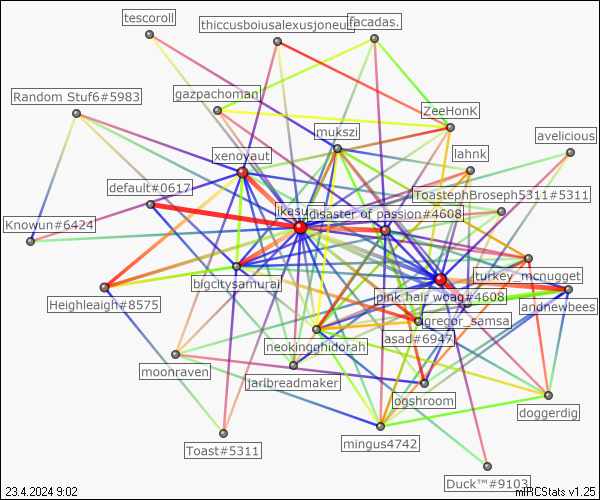 tescoroll
thiccusboiusalexusjoneus
facadas.
Random Stuf6#5983
gazpachoman
ZeeHonK
mukszi
avelicious
xenoyaut
lahnk
default#0617
ToastephBroseph5311#5311
jkasu
disaster of passion#4608
Knowun#6424
bigcitysamurai
turkey_mcnugget
pink hair woag#4608
Heighleaigh#8575
andnewbees
gregor_samsa
asad#6947
neokingghidorah
moonraven
jarlbreadmaker
ogshroom
doggerdig
mingus4742
Toast#5311
Duck™#9103
23.4.2024 9:02
mIRCStats v1.25